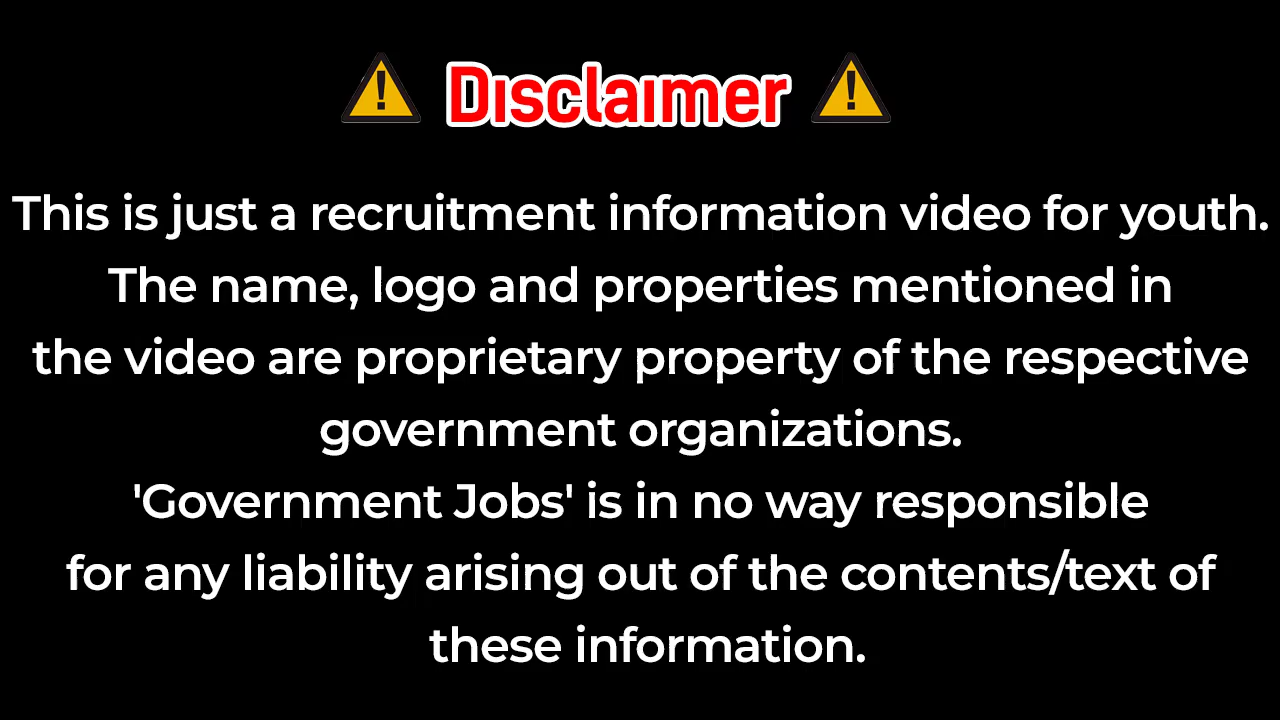 Disclaimer
This is just a recruitment information video for youth.
The name, logo and properties mentioned in
the video are proprietary property of the respective
government organizations.
'Government Jobs' is in no way responsible
for any liability arising out of the contents/text of
these information.